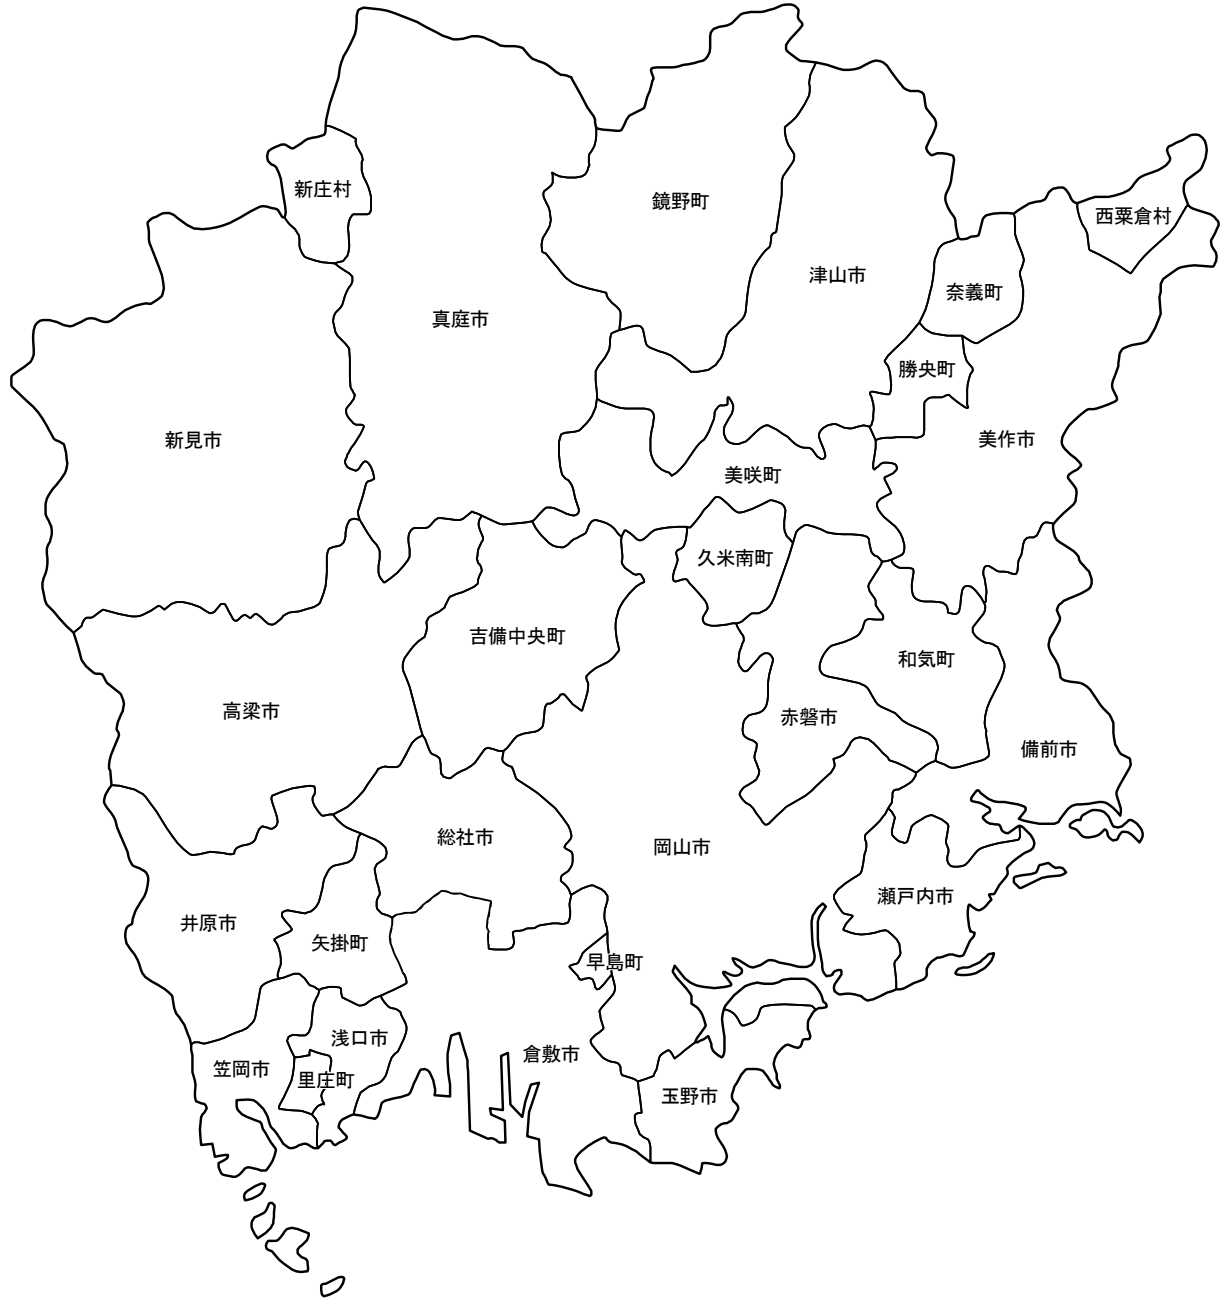 新庄村
鏡野町
西粟倉村
津山市
奈義町
真庭市
勝央町
新見市
美作市
美咲町
久米南町
吉備中央町
和気町
高梁市
赤磐市
備前市
総社市
岡山市
瀬戸内市
井原市
矢掛町
早島町
浅口市
倉敷市
笠岡市
里庄町
玉野市